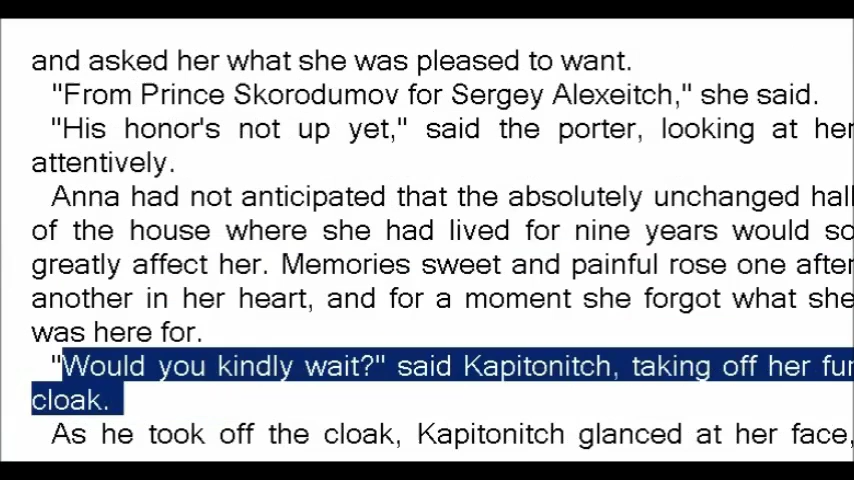 and asked her what she was pleased to want.
"From Prince Skorodumov for Sergey Alexeitch," she said.
"His honor's not up yet," said the porter, looking at her
attentively.
Anna had not anticipated that the absolutely unchanged hall
of the house where she had lived for nine years would so
greatly affect her. Memories sweet and painful rose one after
another in her heart, and for a moment she forgot what she
was here for.
"Would you kindly wait?" said Kapitonitch, taking off her fur
cloak.
As he took off the cloak, Kapitonitch glanced at her face,